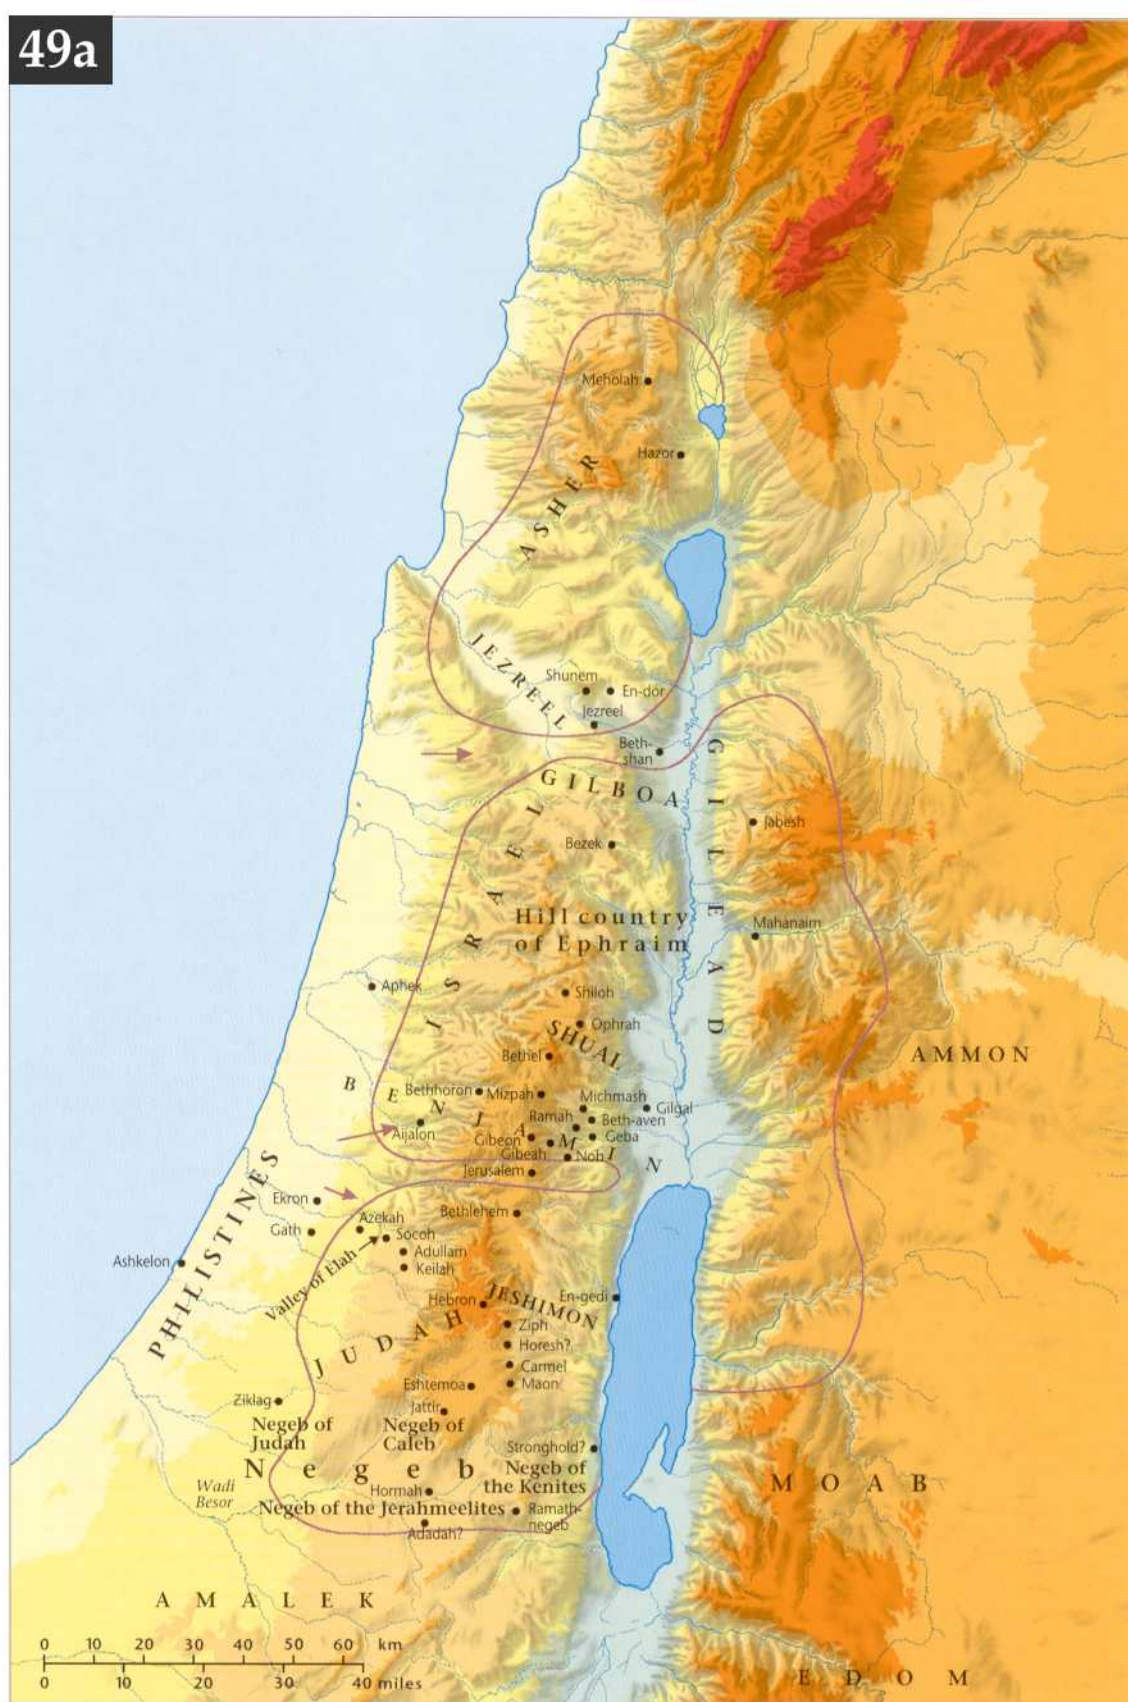 49a
Meholah
Hazor
ASHER
JEZREEL
Shunem
En-dor
Jezreel
Beth-
shan
GILBOA
GILEAD
Jabesh
ISRAEL
Bezek
Hill country
of Ephraim
Mahanaim
Aphek
Shiloh
Ophrah
SHUAL
Bethel
AMMON
BENJAMIN
Bethhoron
Mizpah
Michmash
Gilgal
Ramah
Beth-aven
Aijalon
Gibeon
Geba
Gibeah
Noh
Jerusalem
PHILISTINES
Ekron
Bethlehem
Azekah
Gath
Socoh
Adullam
Ashkelon
Keilah
Valley of Elah
En-gedi
Hebron
JESHIMON
Ziph
JUDAH
Horesh?
Carmel
Eshtemoa
Maon
Ziklag
Jattir
Negeb of
Judah
Negeb of
Caleb
Stronghold?
Negeb
Negeb of
the Kenites
MOAB
Wadi
Besor
Hormah
Negeb of the Jerahmeelites
Ramath-
negeb
Adadah?
AMALEK
0 10 20 30 40 50 60 km
0 10 20 30 40 miles
EDOM